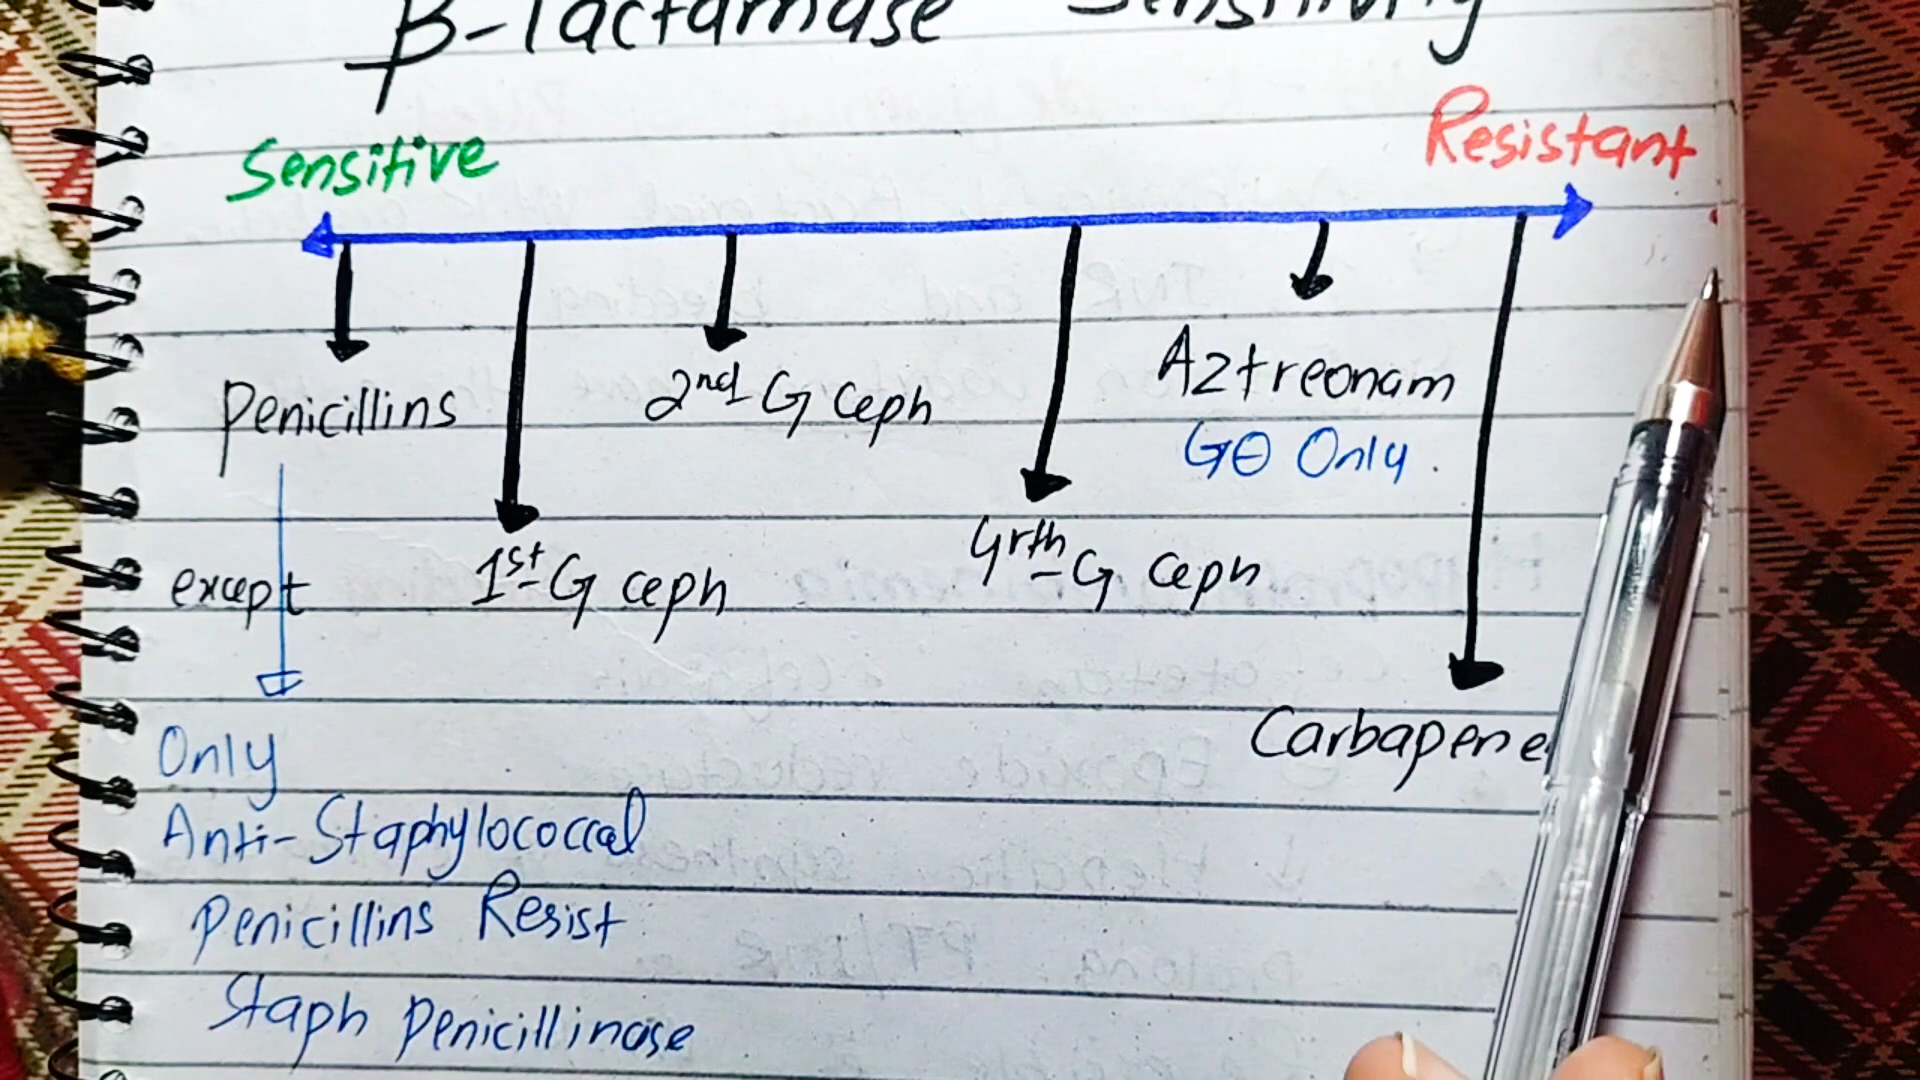 β-lactamase Sensitivity
Sensitive
Resistant
Penicillins
2nd G ceph
Aztreonam
G⊖ Only.
except
1st-G ceph
4rth-G ceph
Carbapene
Only
Anti-Staphylococcal
Penicillins Resist
Staph penicillinase